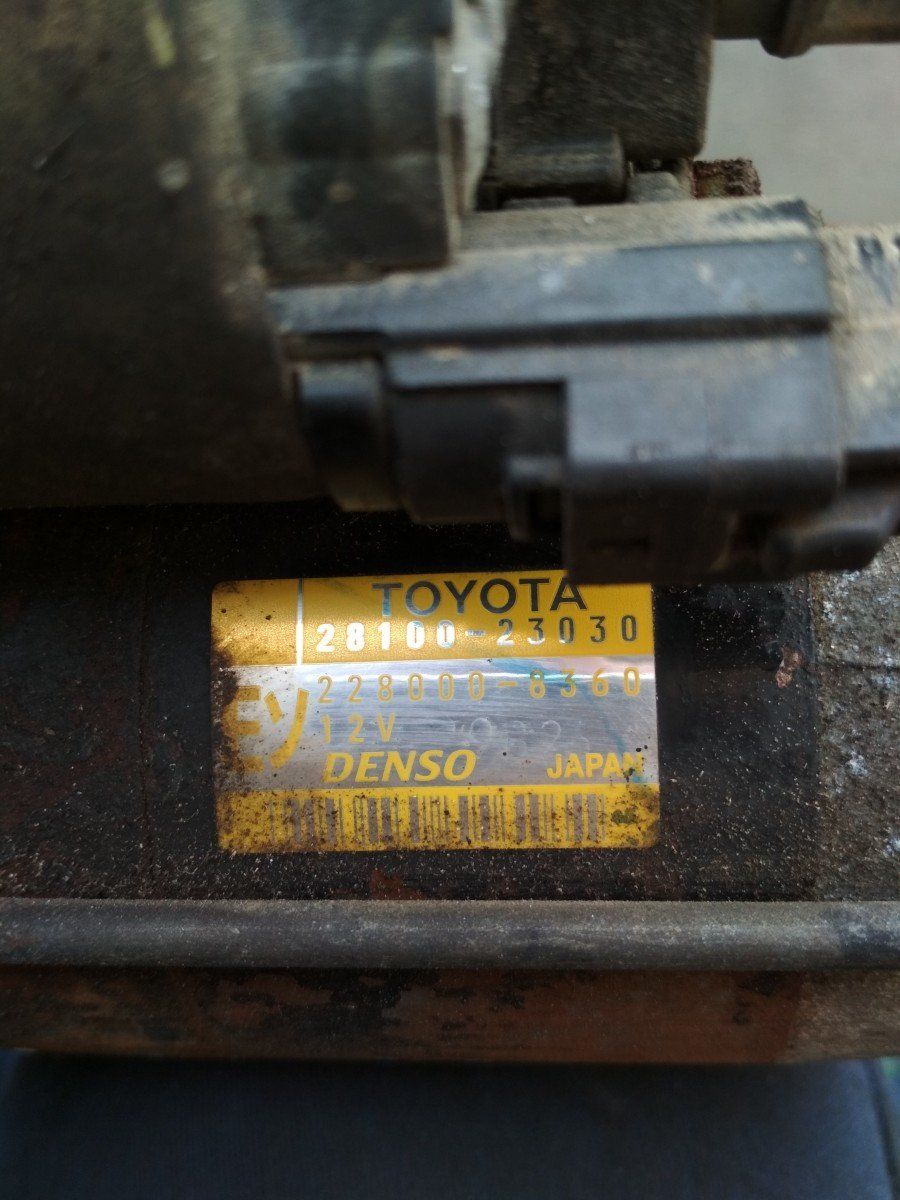 TOYOTA
28100-23030
228000-8360
12V
DENSO JAPAN